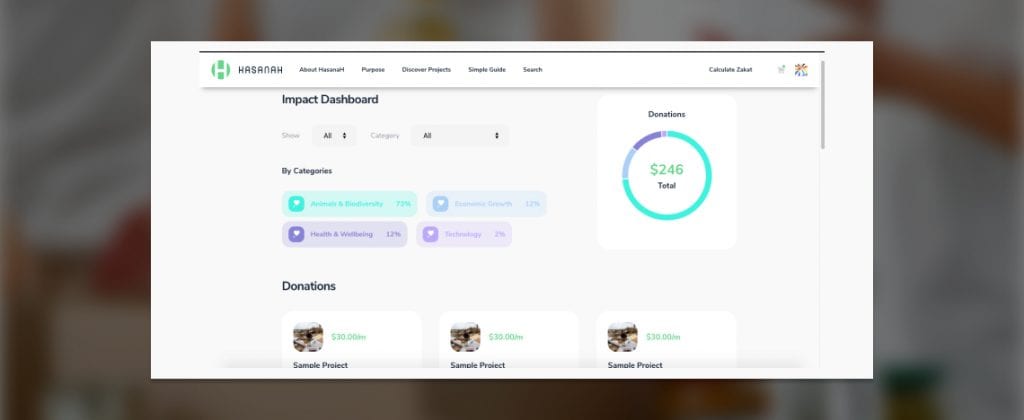 HASANAH About HasanaH Purpose Discover Projects Simple Guide Search Calculate Zakat
Impact Dashboard
Show All Category All
By Categories
Animals & Biodiversity 73% Economic Growth 12%
Health & Wellbeing 12% Technology 2%
Donations
$246
Total
Donations
$30.00/m $30.00/m $30.00/m
Sample Project Sample Project Sample Project